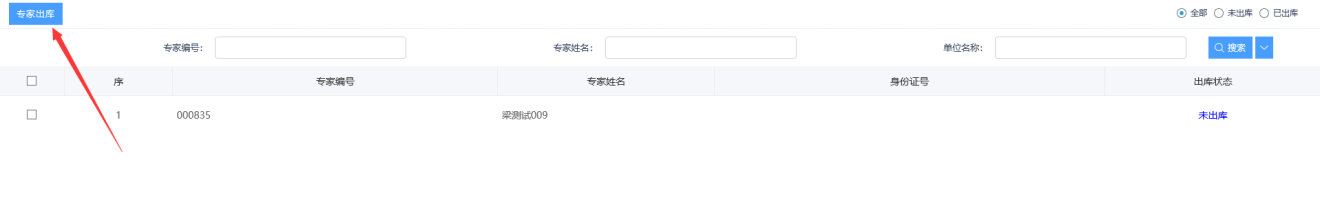 专家出库 全部 未出库 已出库
专家编号： 专家姓名： 单位名称： 搜索
序 专家编号 专家姓名 身份证号 出库状态
1 000835 梁测试009 未出库